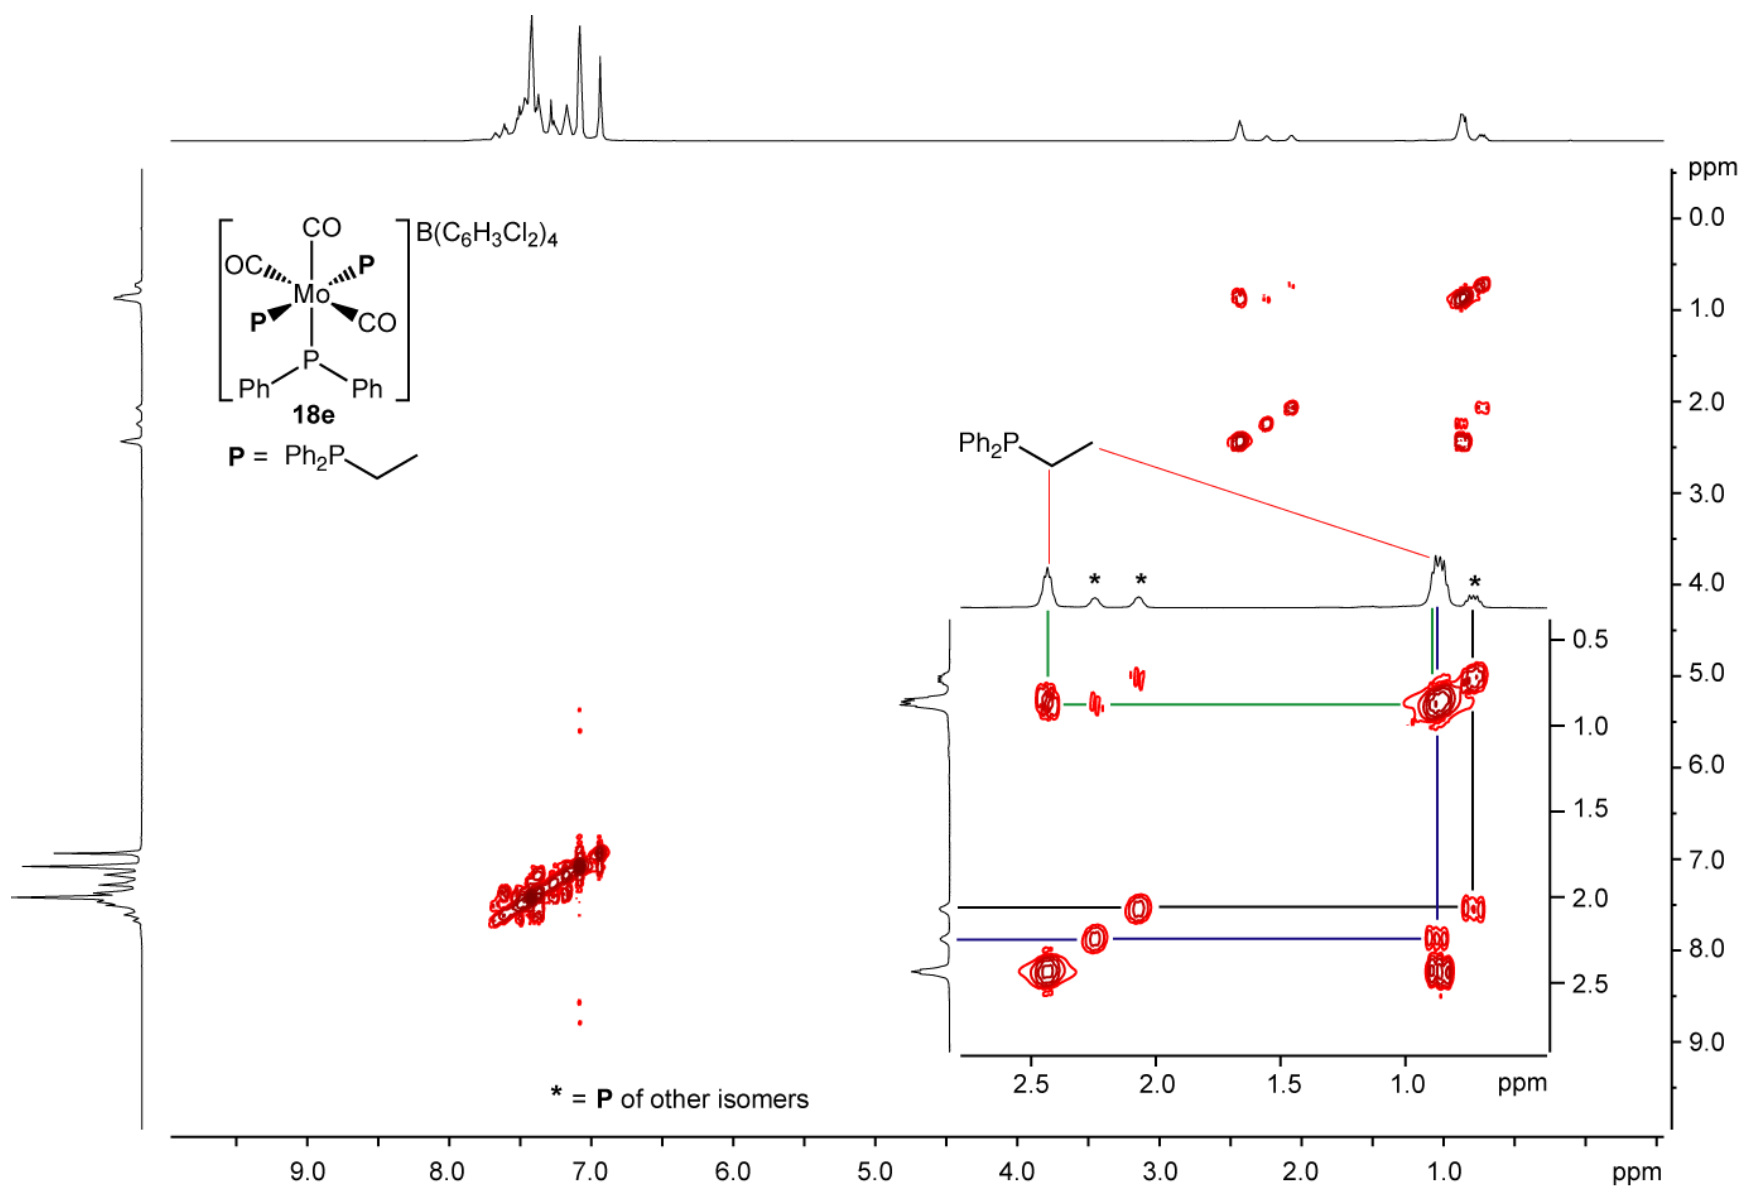 ppm
0.0
1.0
2.0
3.0
4.0
5.0
6.0
7.0
8.0
9.0
CO
B(C6H3Cl2)4
OC P
Mo
P CO
P
Ph Ph
18e
P = Ph2P
Ph2P
* * *
0.5
1.0
1.5
2.0
2.5
2.5 2.0 1.5 1.0 ppm
* = P of other isomers
9.0 8.0 7.0 6.0 5.0 4.0 3.0 2.0 1.0 ppm